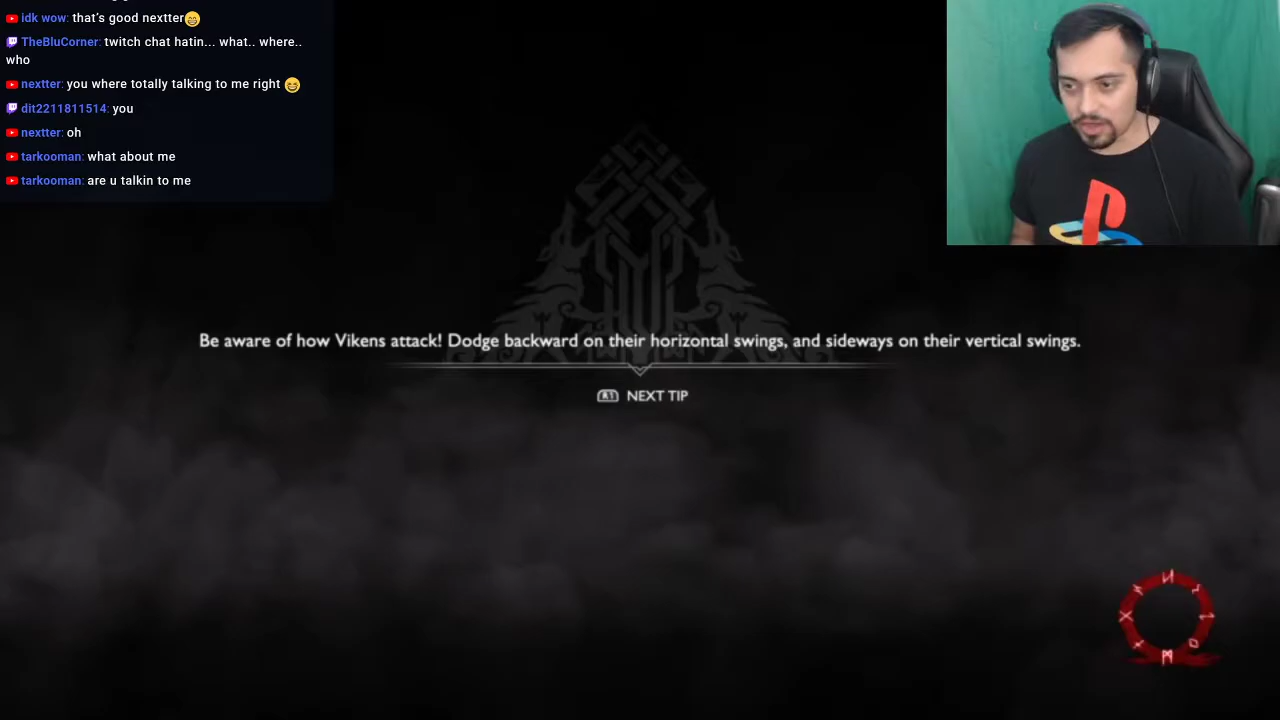 idk wow: that's good nextter😁
TheBluCorner: twitch chat hatin... what.. where..
who
nextter: you where totally talking to me right 😆
dit2211811514: you
nextter: oh
tarkooman: what about me
tarkooman: are u talkin to me
Be aware of how Vikens attack! Dodge backward on their horizontal swings, and sideways on their vertical swings.
R1 NEXT TIP